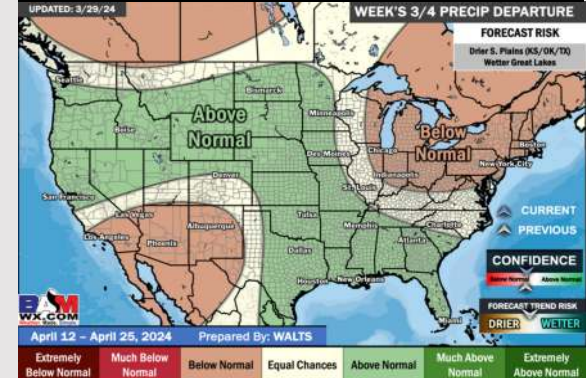 UPDATED: 3/29/24
WEEK'S 3/4 PRECIP DEPARTURE
FORECAST RISK
Drier S. Plains (KS/OK/TX)
Wetter Great Lakes
Seattle
Bismarck
Minneapolis
Above
Normal
Boise
Below
Normal
Boston
Chicago
New York City
Des Moines
Indianapolis
Denver
St. Louis
San Francisco
Las Vegas
CURRENT
PREVIOUS
Los Angeles
Albuquerque
Phoenix
Tulsa
Memphis
Charlotte
Atlanta
Dallas
CONFIDENCE
Below Normal
Above Normal
Houston
New Orleans
Miami
FORECAST TREND RISK
DRIER
WETTER
BAM
WX.COM
April 12 – April 25, 2024
Prepared By: WALTS
Extremely
Below Normal
Much Below
Normal
Below Normal
Equal Chances
Above Normal
Much Above
Normal
Extremely
Above Normal